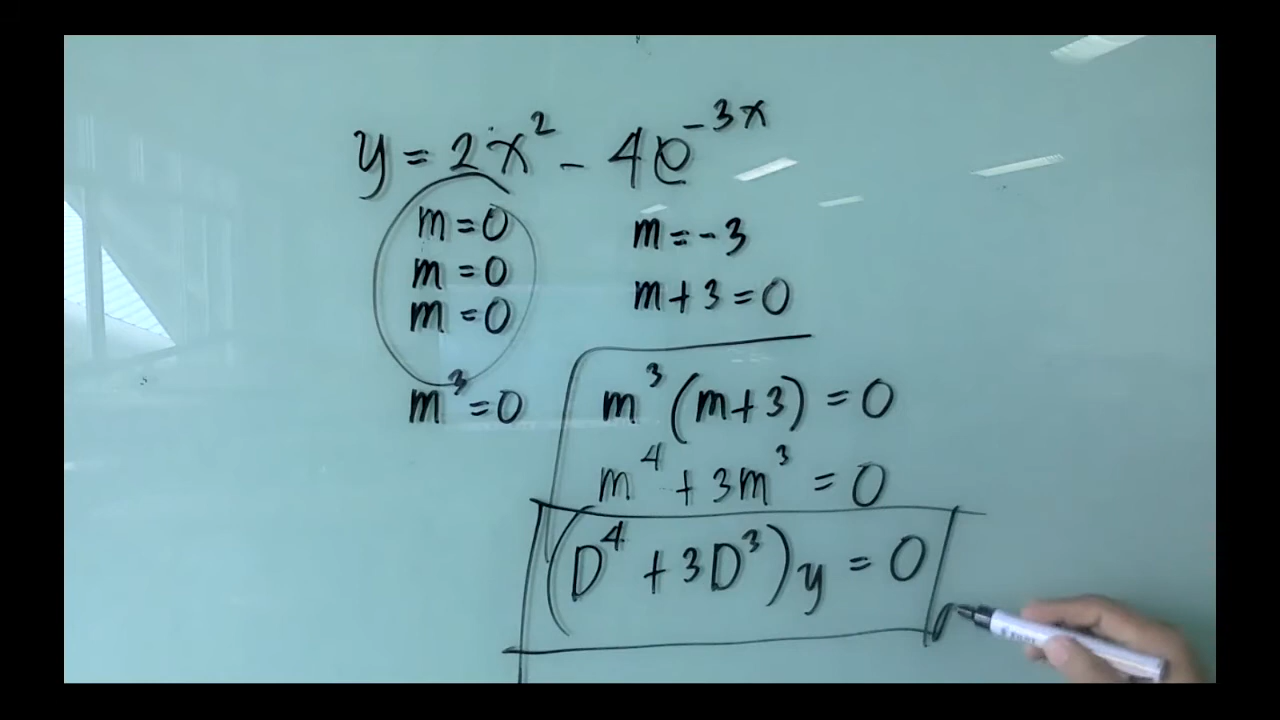 y = 2x² - 4e⁻³ˣ
m = 0 m = -3
m = 0 m + 3 = 0
m = 0
m³ = 0 m³(m+3) = 0
m⁴ + 3m³ = 0
(D⁴ + 3D³)y = 0